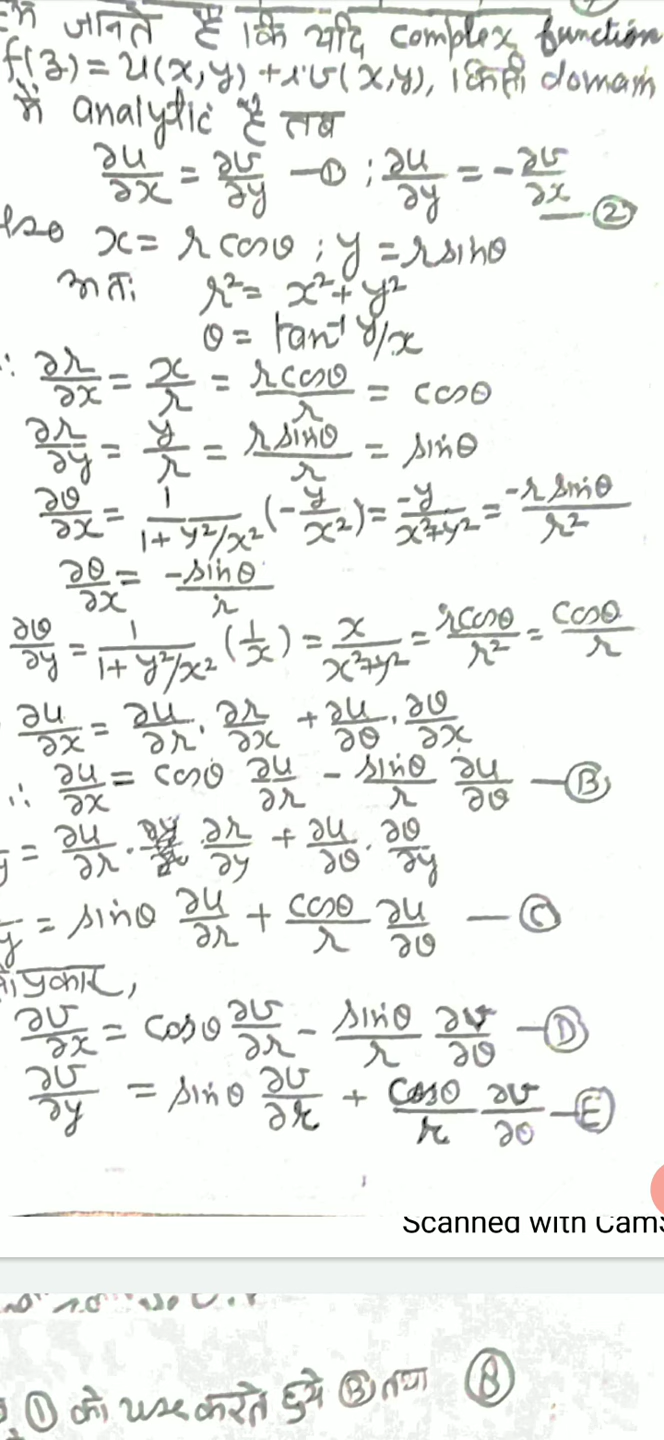 जानते हैं कि यदि complex function
f(z) = u(x,y) + iv(x,y), किसी domain
में analytic है तब
∂u/∂x = ∂v/∂y —① ; ∂u/∂y = -∂v/∂x —②
x = r cosθ ; y = r sinθ
अतः r² = x² + y²
θ = tan⁻¹ y/x
∴ ∂r/∂x = x/r = r cosθ/r = cosθ
∂r/∂y = y/r = r sinθ/r = sinθ
∂θ/∂x = 1/(1 + y²/x²) (-y/x²) = -y/(x²+y²) = -r sinθ/r²
∂θ/∂x = -sinθ/r
∂θ/∂y = 1/(1 + y²/x²) (1/x) = x/(x²+y²) = r cosθ/r² = cosθ/r
∂u/∂x = ∂u/∂r . ∂r/∂x + ∂u/∂θ . ∂θ/∂x
∴ ∂u/∂x = cosθ ∂u/∂r - sinθ/r ∂u/∂θ —Ⓑ
y = ∂u/∂r . ∂r/∂y + ∂u/∂θ . ∂θ/∂y
y = sinθ ∂u/∂r + cosθ/r ∂u/∂θ —Ⓒ
प्रकार,
∂v/∂x = cosθ ∂v/∂r - sinθ/r ∂v/∂θ —Ⓓ
∂v/∂y = sinθ ∂v/∂r + cosθ/r ∂v/∂θ —Ⓔ
Scanned with CamS
① को use करते हुये Ⓑ तथा Ⓑ